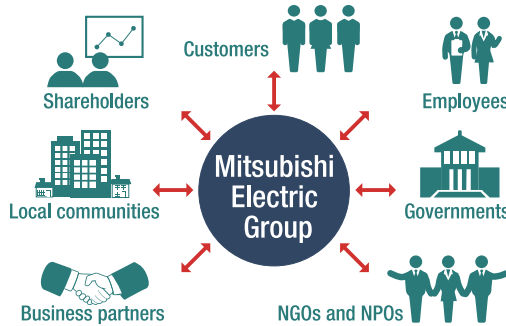 Customers
Shareholders
Employees
Mitsubishi
Electric
Group
Local communities
Governments
Business partners
NGOs and NPOs